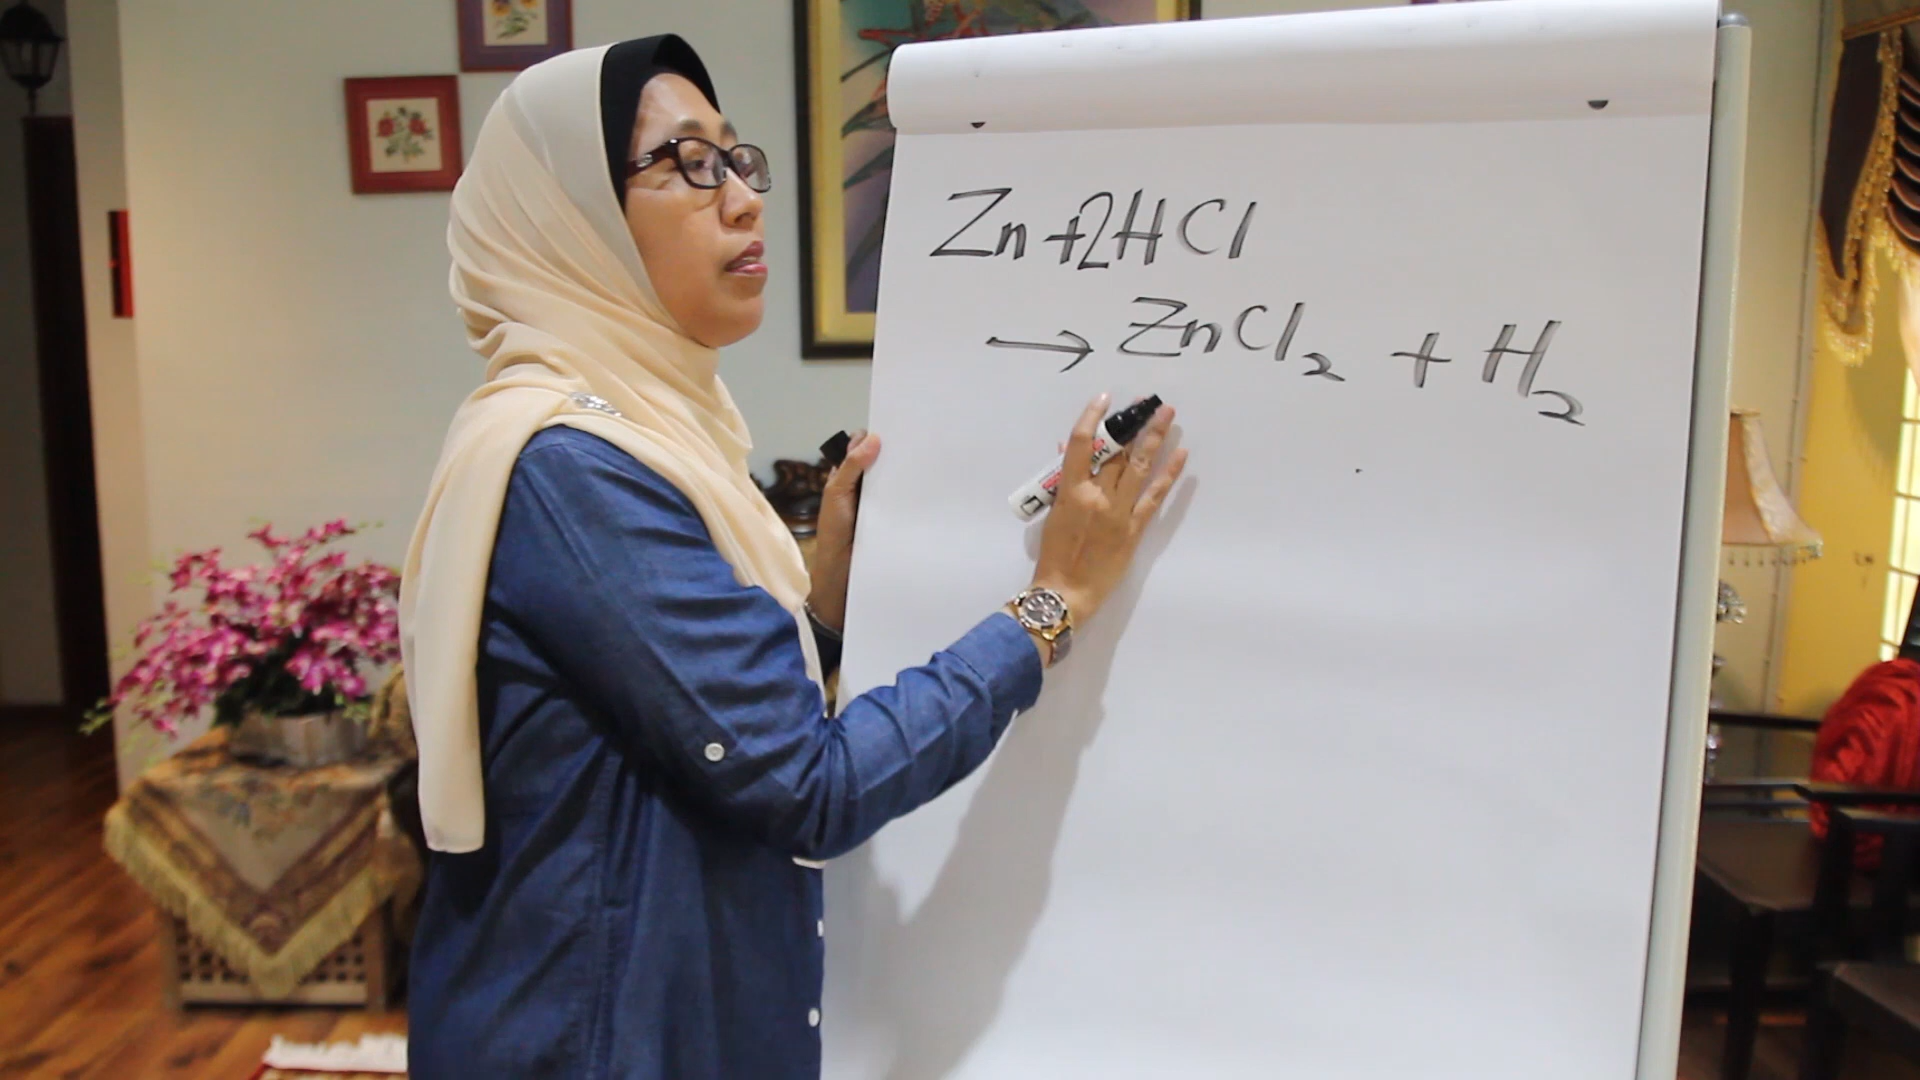 Zn + 2HCl
→ ZnCl₂ + H₂